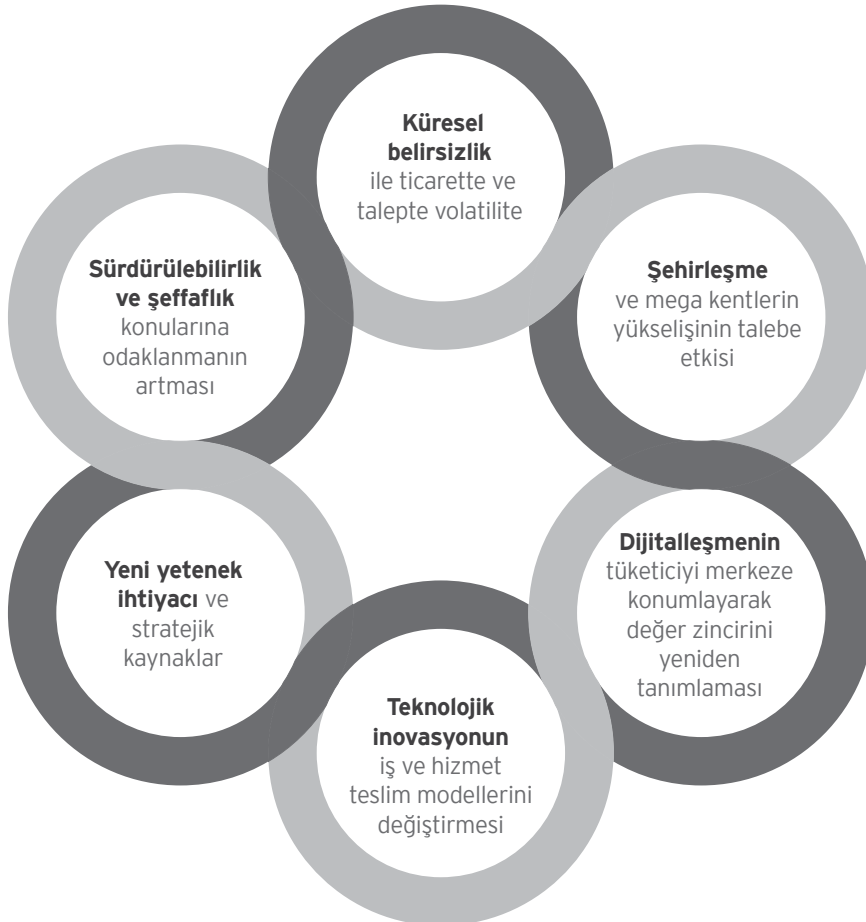 Küresel
belirsizlik
ile ticarette ve
talepte volatilite
Şehirleşme
ve mega kentlerin
yükselişinin talebe
etkisi
Dijitalleşmenin
tüketiciyi merkeze
konumlayarak
değer zincirini
yeniden
tanımlaması
Teknolojik
inovasyonun
iş ve hizmet
teslim modellerini
değiştirmesi
Yeni yetenek
ihtiyacı ve
stratejik
kaynaklar
Sürdürülebilirlik
ve şeffaflık
konularına
odaklanmanın
artması